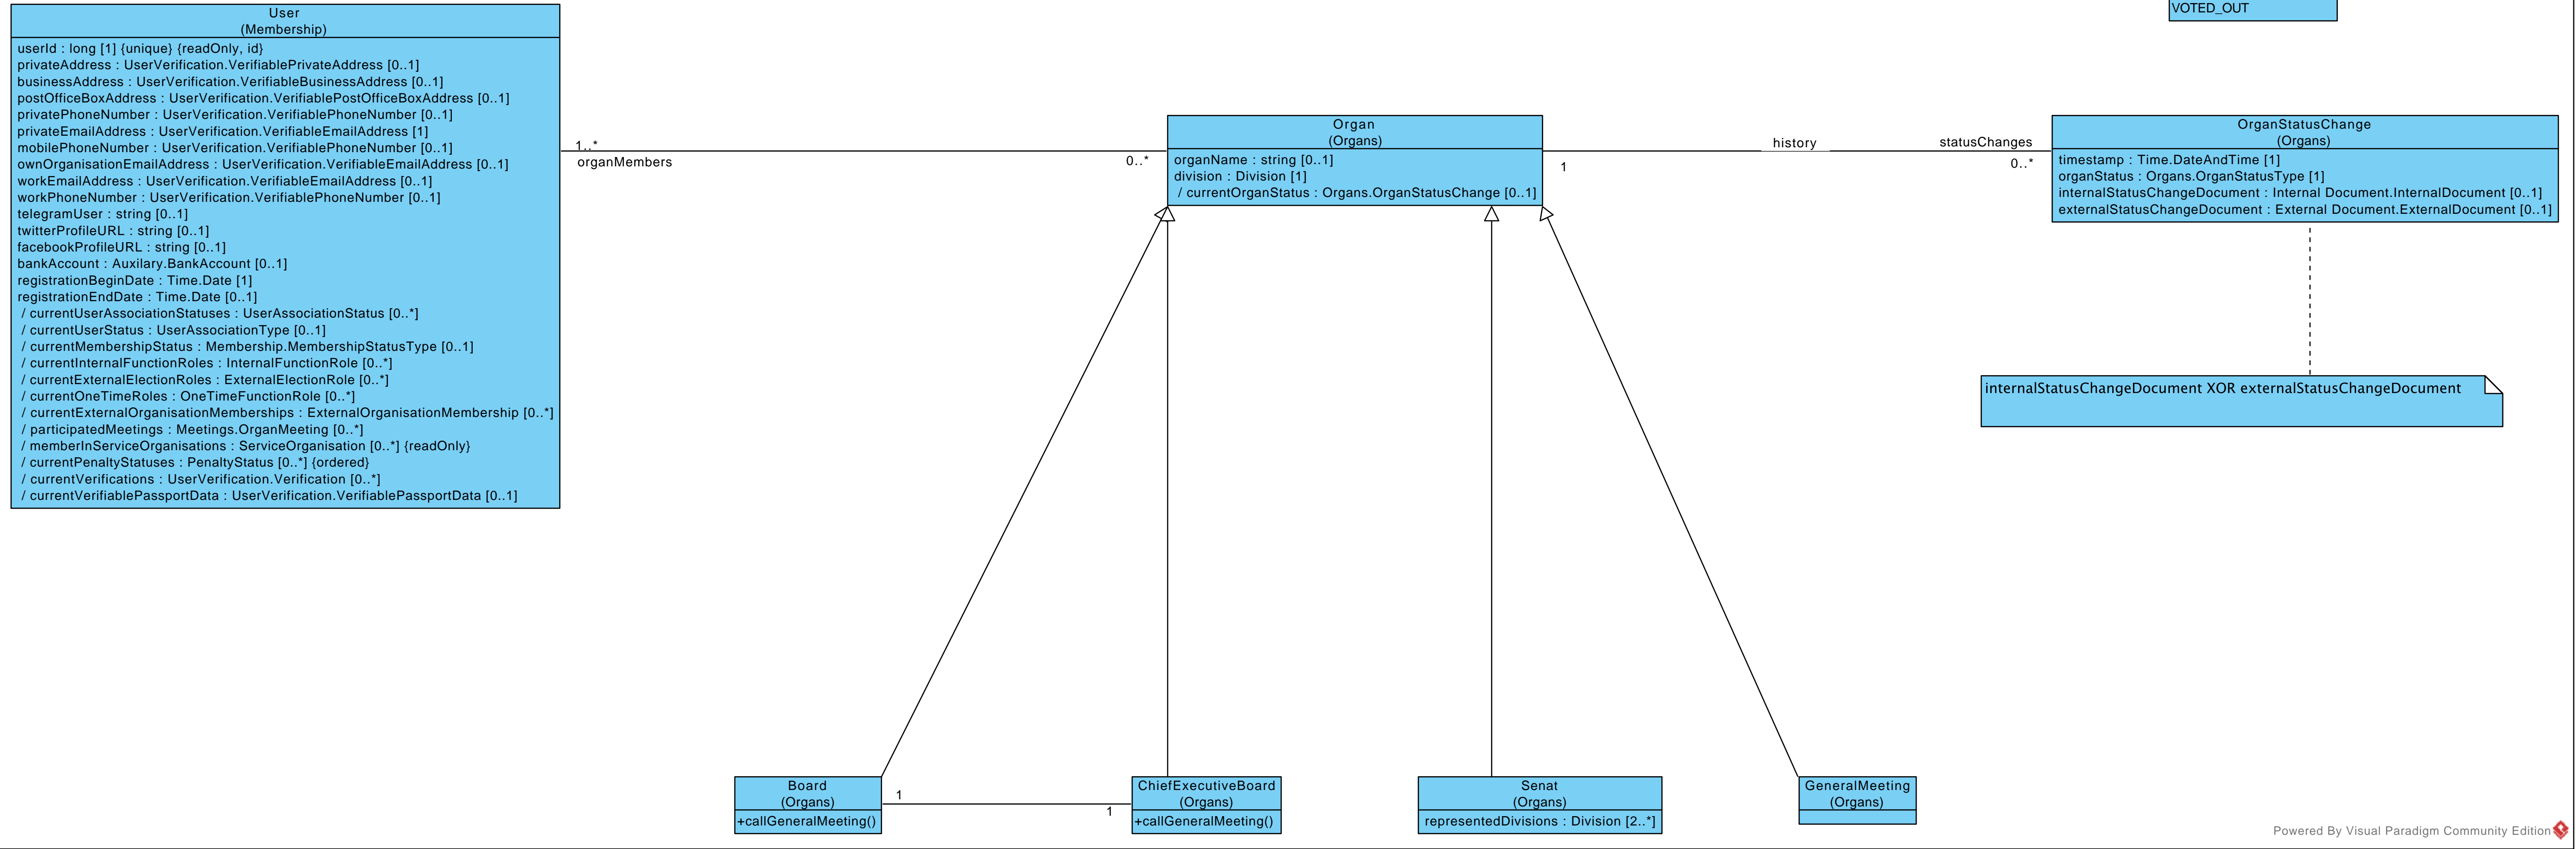 VOTED_OUT
User
(Membership)
userId : long [1] {unique} {readOnly, id}
privateAddress : UserVerification.VerifiablePrivateAddress [0..1]
businessAddress : UserVerification.VerifiableBusinessAddress [0..1]
postOfficeBoxAddress : UserVerification.VerifiablePostOfficeBoxAddress [0..1]
privatePhoneNumber : UserVerification.VerifiablePhoneNumber [0..1]
privateEmailAddress : UserVerification.VerifiableEmailAddress [1]
mobilePhoneNumber : UserVerification.VerifiablePhoneNumber [0..1]
ownOrganisationEmailAddress : UserVerification.VerifiableEmailAddress [0..1]
workEmailAddress : UserVerification.VerifiableEmailAddress [0..1]
workPhoneNumber : UserVerification.VerifiablePhoneNumber [0..1]
telegramUser : string [0..1]
twitterProfileURL : string [0..1]
facebookProfileURL : string [0..1]
bankAccount : Auxilary.BankAccount [0..1]
registrationBeginDate : Time.Date [1]
registrationEndDate : Time.Date [0..1]
/ currentUserAssociationStatuses : UserAssociationStatus [0..*]
/ currentUserStatus : UserAssociationType [0..1]
/ currentMembershipStatus : Membership.MembershipStatusType [0..1]
/ currentInternalFunctionRoles : InternalFunctionRole [0..*]
/ currentExternalElectionRoles : ExternalElectionRole [0..*]
/ currentOneTimeRoles : OneTimeFunctionRole [0..*]
/ currentExternalOrganisationMemberships : ExternalOrganisationMembership [0..*]
/ participatedMeetings : Meetings.OrganMeeting [0..*]
/ memberInServiceOrganisations : ServiceOrganisation [0..*] {readOnly}
/ currentPenaltyStatuses : PenaltyStatus [0..*] {ordered}
/ currentVerifications : UserVerification.Verification [0..*]
/ currentVerifiablePassportData : UserVerification.VerifiablePassportData [0..1]
1..*
organMembers
0..*
Organ
(Organs)
organName : string [0..1]
division : Division [1]
/ currentOrganStatus : Organs.OrganStatusChange [0..1]
1
history
statusChanges
0..*
OrganStatusChange
(Organs)
timestamp : Time.DateAndTime [1]
organStatus : Organs.OrganStatusType [1]
internalStatusChangeDocument : Internal Document.InternalDocument [0..1]
externalStatusChangeDocument : External Document.ExternalDocument [0..1]
internalStatusChangeDocument XOR externalStatusChangeDocument
Board
(Organs)
+callGeneralMeeting()
1
1
ChiefExecutiveBoard
(Organs)
+callGeneralMeeting()
Senat
(Organs)
representedDivisions : Division [2..*]
GeneralMeeting
(Organs)
Powered By Visual Paradigm Community Edition